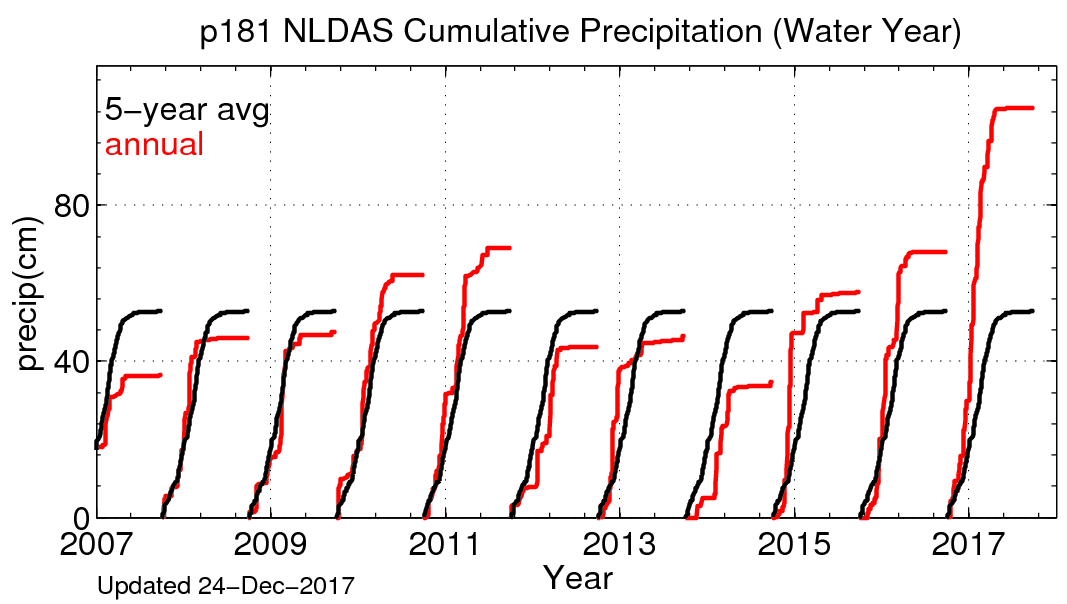 p181 NLDAS Cumulative Precipitation (Water Year)
5−year avg
annual
precip(cm)
80
40
0
2007 2009 2011 2013 2015 2017
Year
Updated 24−Dec−2017